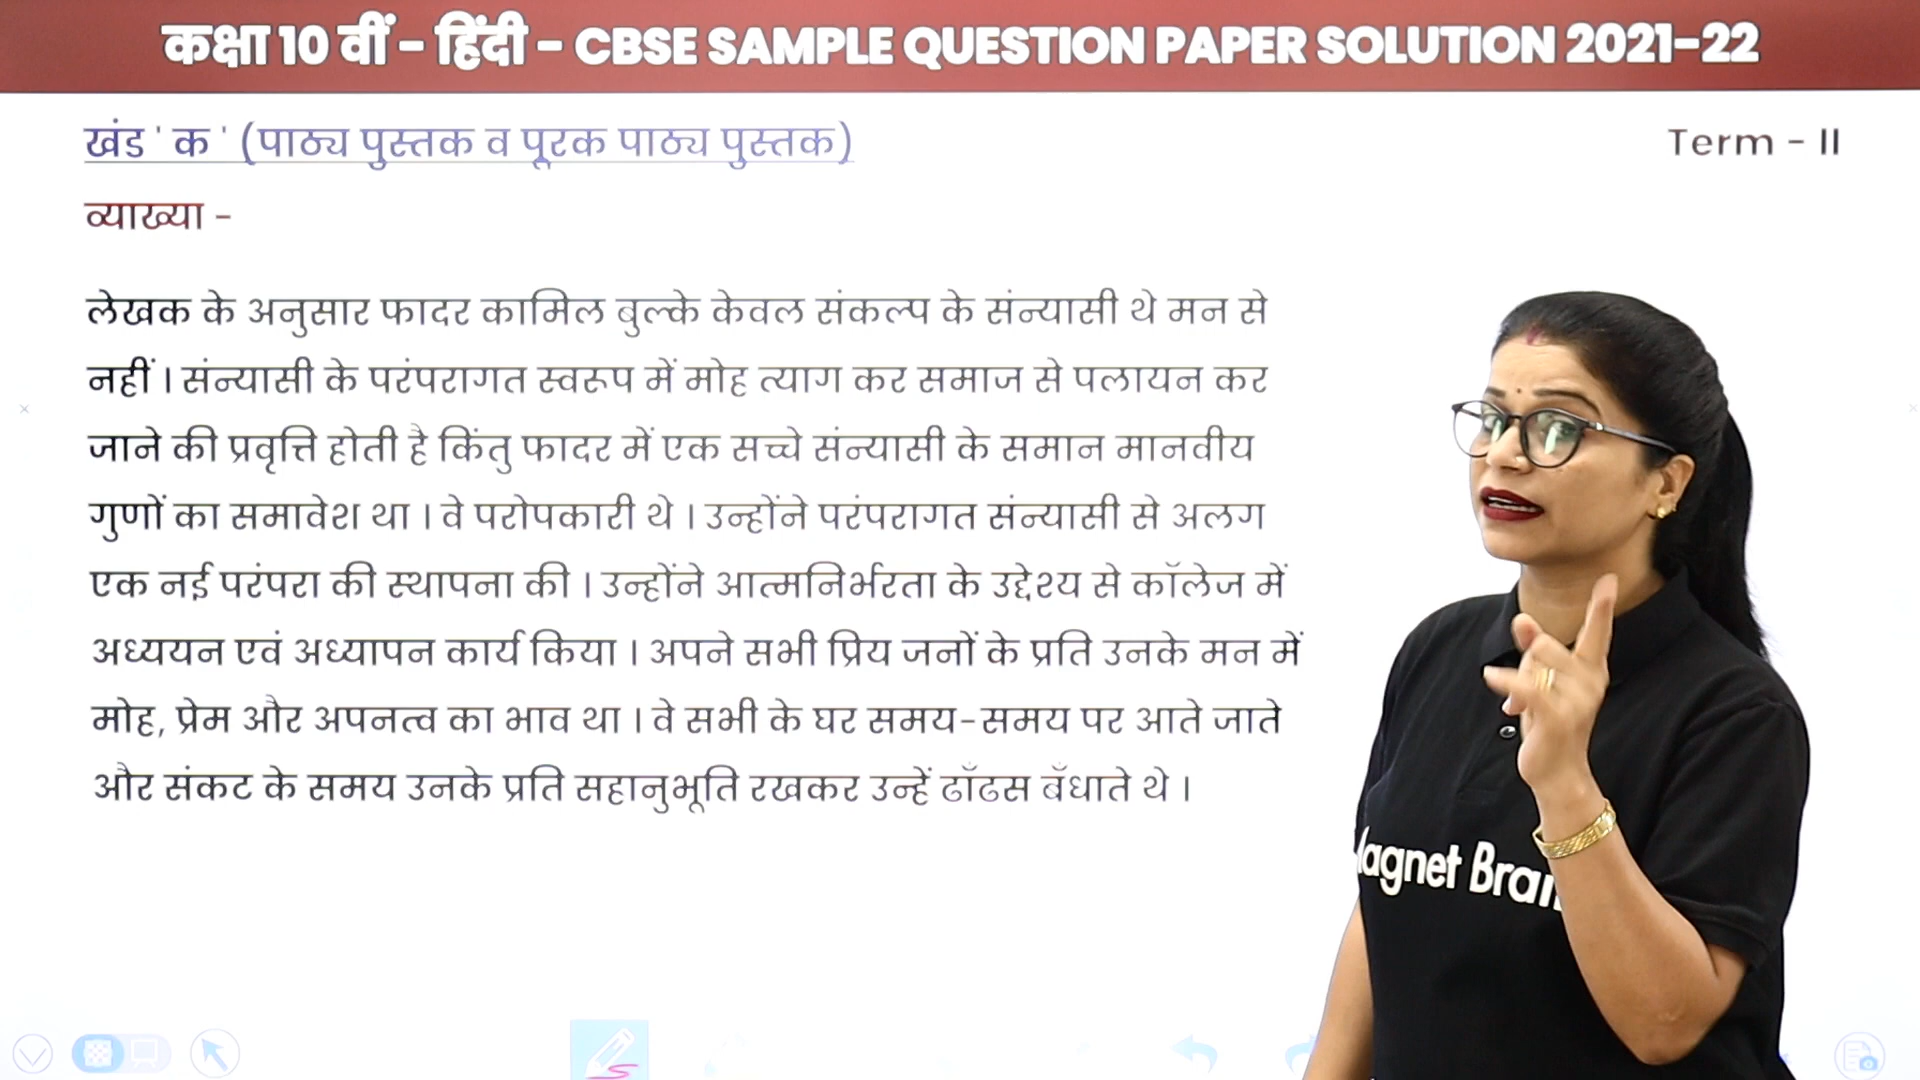 कक्षा 10 वीं - हिंदी - CBSE SAMPLE QUESTION PAPER SOLUTION 2021-22
खंड ' क ' (पाठ्य पुस्तक व पूरक पाठ्य पुस्तक)
Term - II
व्याख्या -
लेखक के अनुसार फादर कामिल बुल्के केवल संकल्प के संन्यासी थे मन से
नहीं । संन्यासी के परंपरागत स्वरूप में मोह त्याग कर समाज से पलायन कर
जाने की प्रवृत्ति होती है किंतु फादर में एक सच्चे संन्यासी के समान मानवीय
गुणों का समावेश था । वे परोपकारी थे । उन्होंने परंपरागत संन्यासी से अलग
एक नई परंपरा की स्थापना की । उन्होंने आत्मनिर्भरता के उद्देश्य से कॉलेज में
अध्ययन एवं अध्यापन कार्य किया । अपने सभी प्रिय जनों के प्रति उनके मन में
मोह, प्रेम और अपनत्व का भाव था । वे सभी के घर समय-समय पर आते जाते
और संकट के समय उनके प्रति सहानुभूति रखकर उन्हें ढाँढस बँधाते थे ।